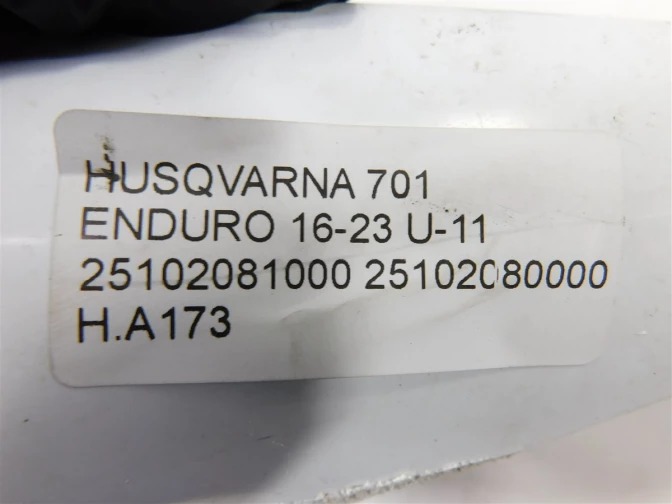 HUSQVARNA 701
ENDURO 16-23 U-11
25102081000 25102080000
H.A173